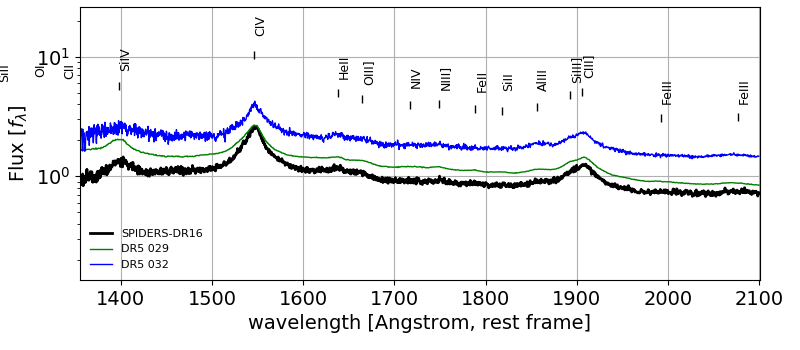 SiII
OI
CII
SiIV
CIV
HeII
OIII]
NIV
NIII]
FeII
SiII
AlIII
SiIII]
CIII]
FeIII
FeIII
10¹
10⁰
Flux [fλ]
SPIDERS-DR16
DR5 029
DR5 032
1400 1500 1600 1700 1800 1900 2000 2100
wavelength [Angstrom, rest frame]